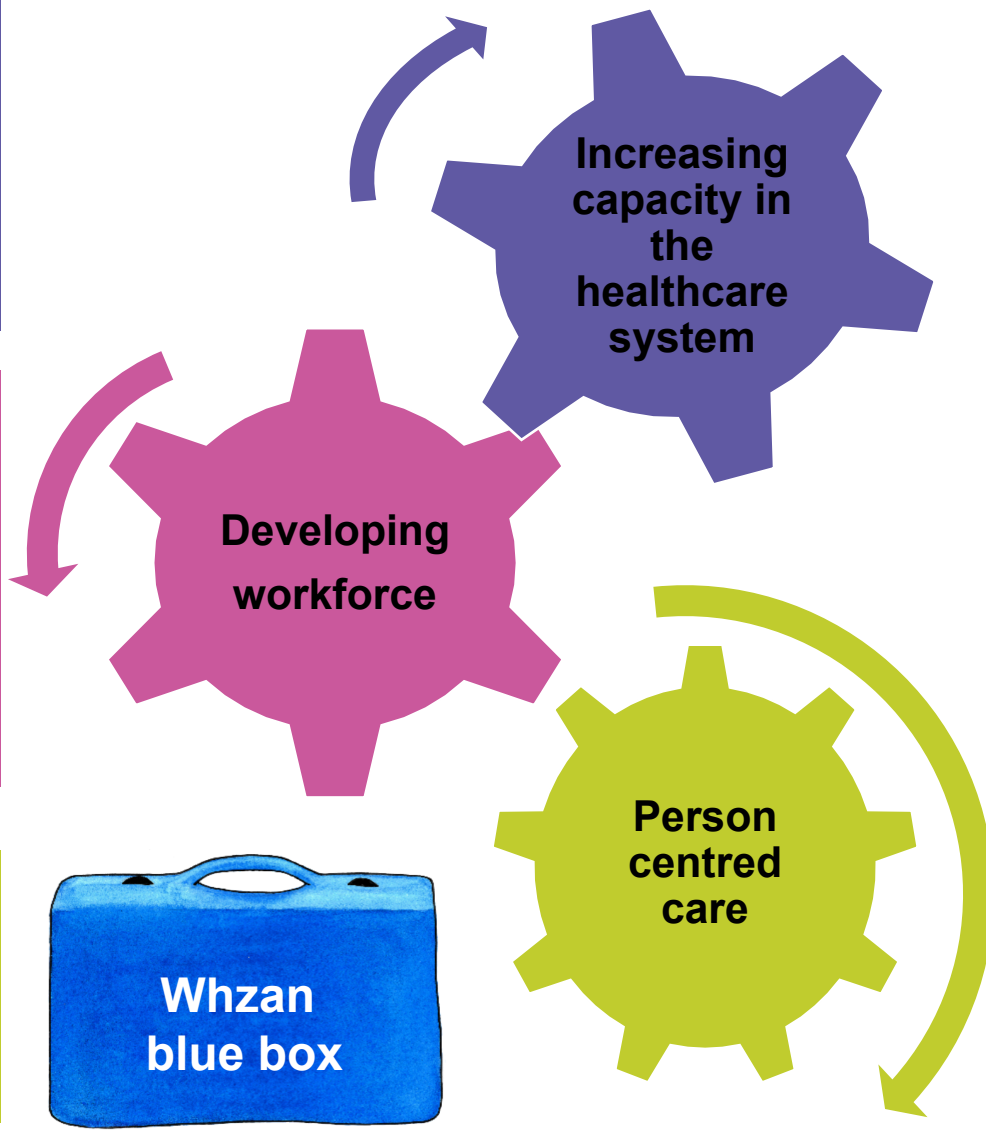 Increasing
capacity in
the
healthcare
system
Developing
workforce
Person
centred
care
Whzan
blue box